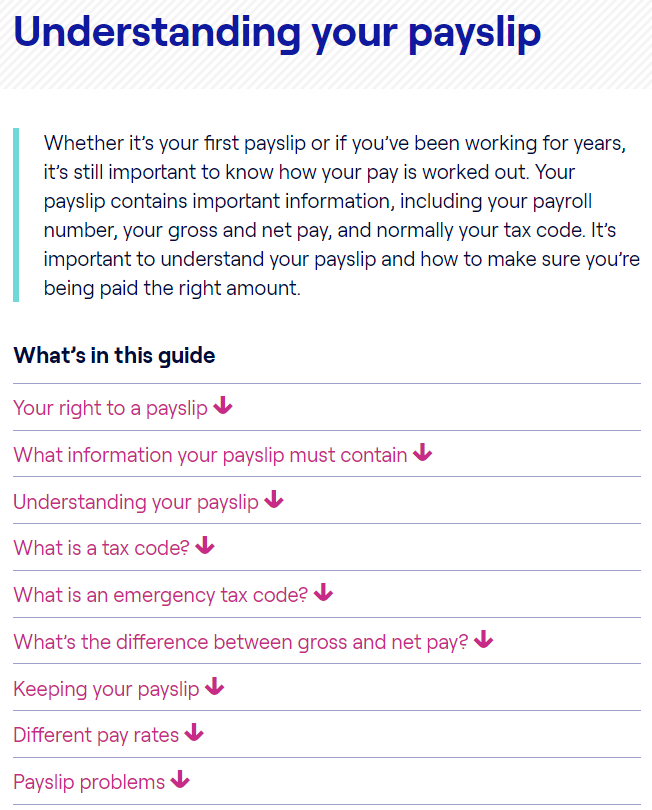 Understanding your payslip
Whether it’s your first payslip or if you’ve been working for years,
it’s still important to know how your pay is worked out. Your
payslip contains important information, including your payroll
number, your gross and net pay, and normally your tax code. It’s
important to understand your payslip and how to make sure you’re
being paid the right amount.
What’s in this guide
Your right to a payslip
What information your payslip must contain
Understanding your payslip
What is a tax code?
What is an emergency tax code?
What’s the difference between gross and net pay?
Keeping your payslip
Different pay rates
Payslip problems